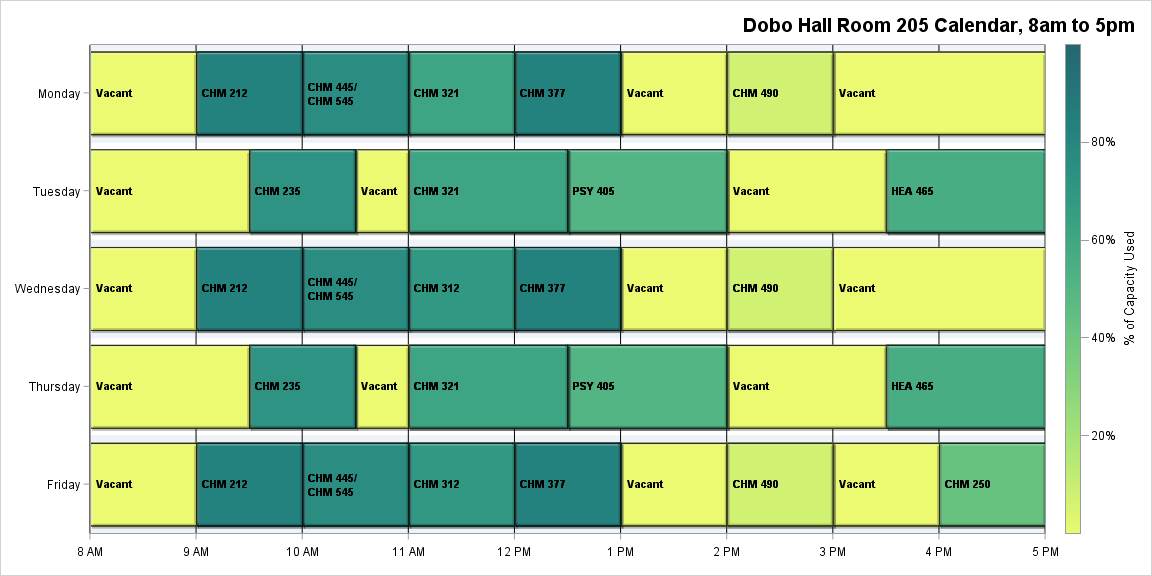 Dobo Hall Room 205 Calendar, 8am to 5pm
Monday
Vacant
CHM 212
CHM 445/
CHM 545
CHM 321
CHM 377
Vacant
CHM 490
Vacant
Tuesday
Vacant
CHM 235
Vacant
CHM 321
PSY 405
Vacant
HEA 465
Wednesday
Vacant
CHM 212
CHM 445/
CHM 545
CHM 312
CHM 377
Vacant
CHM 490
Vacant
Thursday
Vacant
CHM 235
Vacant
CHM 321
PSY 405
Vacant
HEA 465
Friday
Vacant
CHM 212
CHM 445/
CHM 545
CHM 312
CHM 377
Vacant
CHM 490
Vacant
CHM 250
8 AM
9 AM
10 AM
11 AM
12 PM
1 PM
2 PM
3 PM
4 PM
5 PM
80%
60%
40%
20%
% of Capacity Used